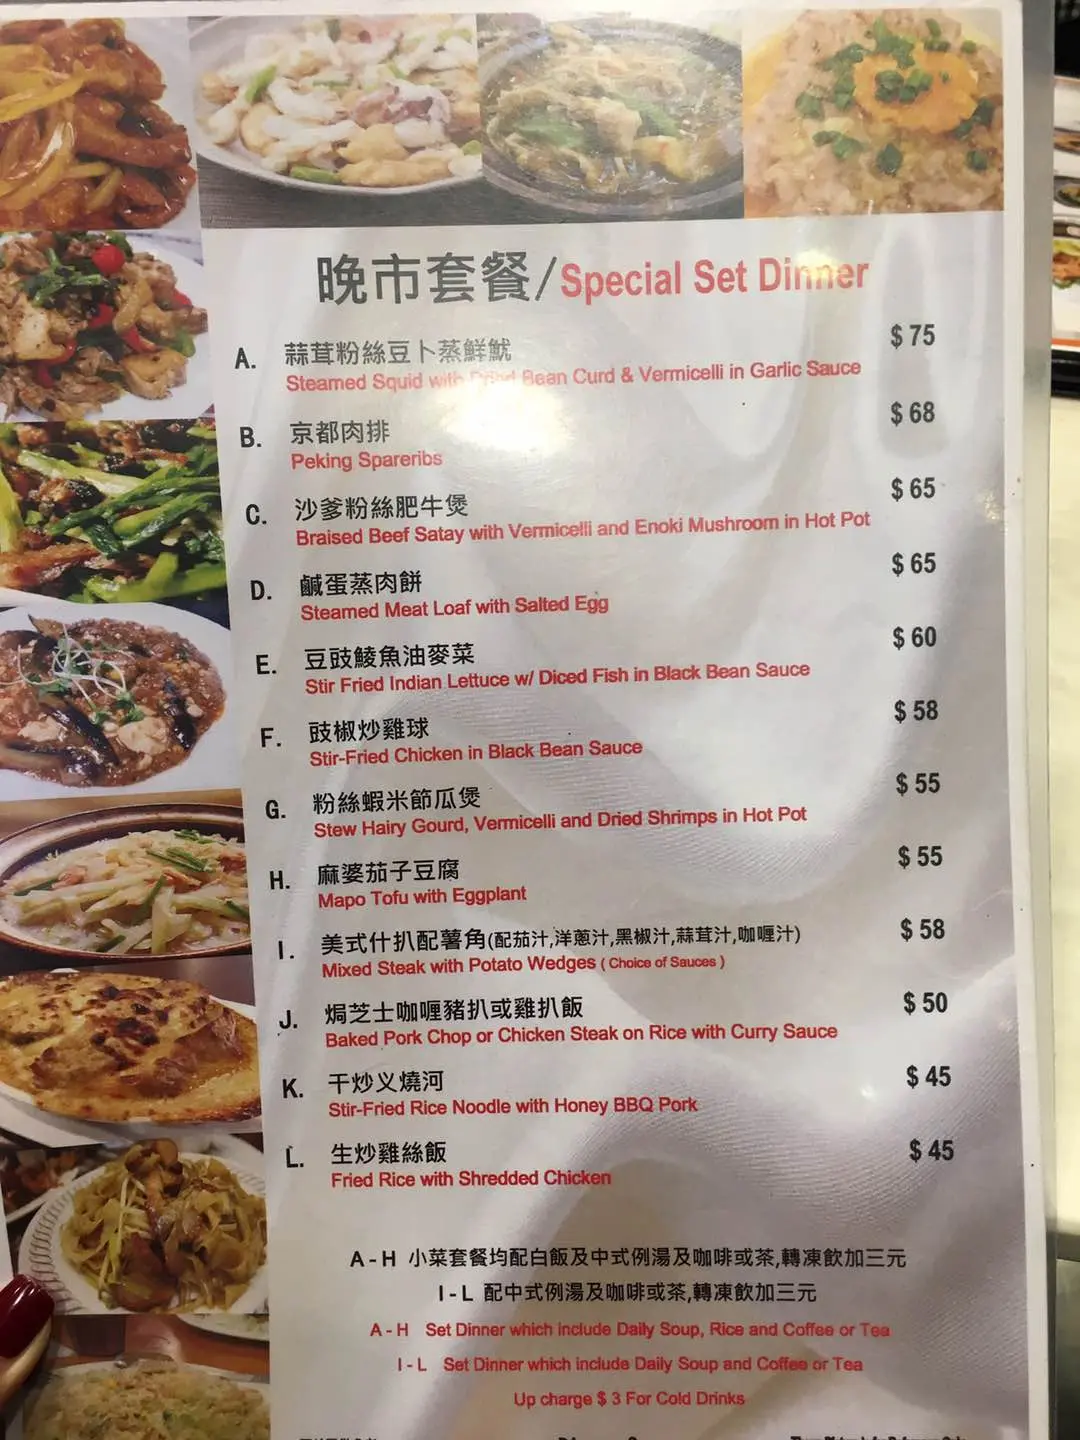 晚市套餐/Special Set Dinner
A. 蒜茸粉絲豆卜蒸鮮魷 $ 75
Steamed Squid with Dried Bean Curd & Vermicelli in Garlic Sauce
B. 京都肉排 $ 68
Peking Spareribs
C. 沙爹粉絲肥牛煲 $ 65
Braised Beef Satay with Vermicelli and Enoki Mushroom in Hot Pot
D. 鹹蛋蒸肉餅 $ 65
Steamed Meat Loaf with Salted Egg
E. 豆豉鯪魚油麥菜 $ 60
Stir Fried Indian Lettuce w/ Diced Fish in Black Bean Sauce
F. 豉椒炒雞球 $ 58
Stir-Fried Chicken in Black Bean Sauce
G. 粉絲蝦米節瓜煲 $ 55
Stew Hairy Gourd, Vermicelli and Dried Shrimps in Hot Pot
H. 麻婆茄子豆腐 $ 55
Mapo Tofu with Eggplant
I. 美式什扒配薯角(配茄汁,洋蔥汁,黑椒汁,蒜茸汁,咖喱汁) $ 58
Mixed Steak with Potato Wedges ( Choice of Sauces )
J. 焗芝士咖喱豬扒或雞扒飯 $ 50
Baked Pork Chop or Chicken Steak on Rice with Curry Sauce
K. 干炒义燒河 $ 45
Stir-Fried Rice Noodle with Honey BBQ Pork
L. 生炒雞絲飯 $ 45
Fried Rice with Shredded Chicken
A - H 小菜套餐均配白飯及中式例湯及咖啡或茶,轉凍飲加三元
I - L 配中式例湯及咖啡或茶,轉凍飲加三元
A - H Set Dinner which include Daily Soup, Rice and Coffee or Tea
I - L Set Dinner which include Daily Soup and Coffee or Tea
Up charge $ 3 For Cold Drinks